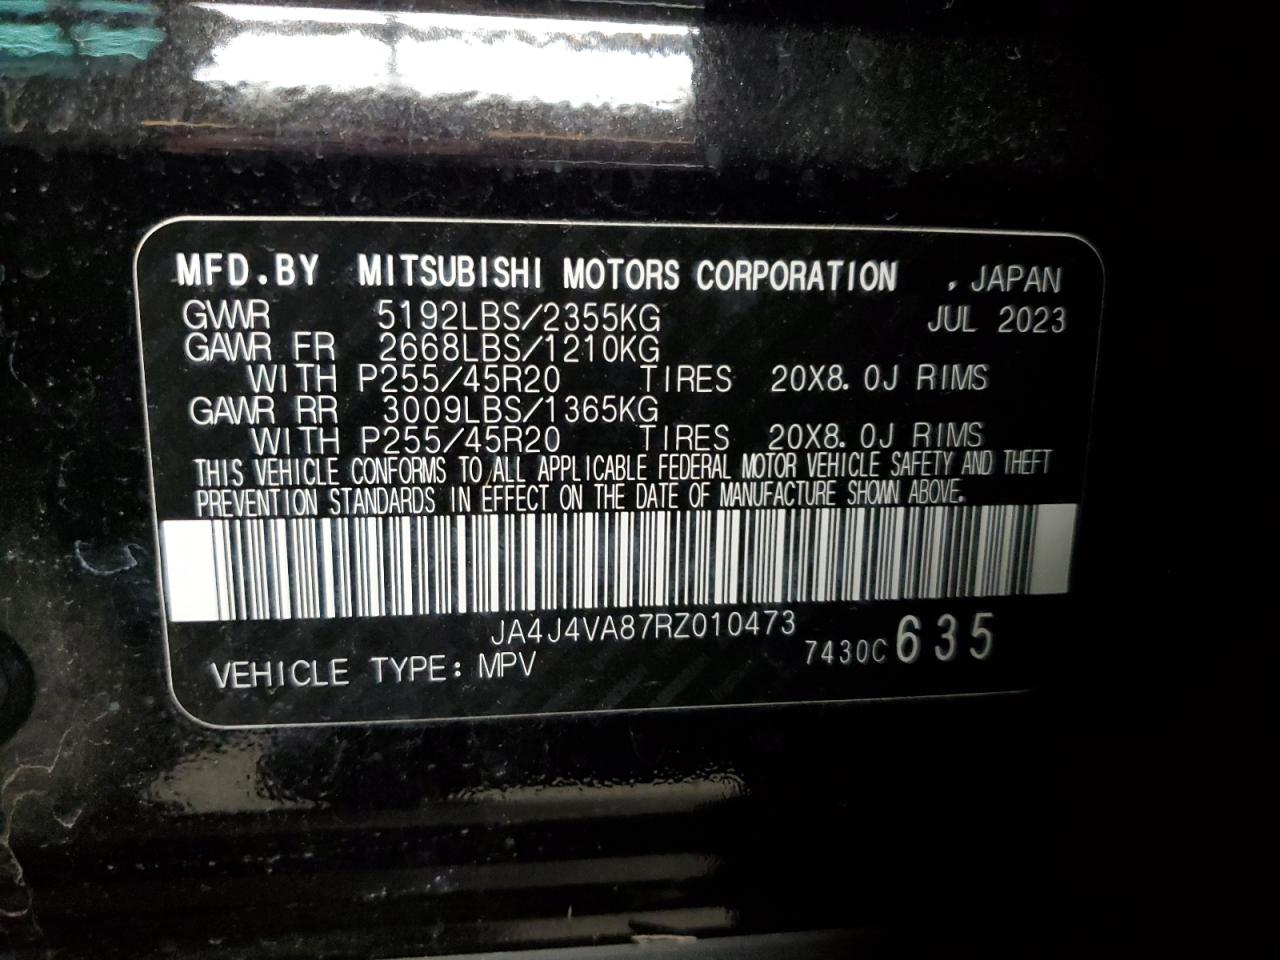 MFD.BY MITSUBISHI MOTORS CORPORATION , JAPAN
GVWR 5192LBS/2355KG JUL 2023
GAWR FR 2668LBS/1210KG
WITH P255/45R20 TIRES 20X8.0J RIMS
GAWR RR 3009LBS/1365KG
WITH P255/45R20 TIRES 20X8.0J RIMS
THIS VEHICLE CONFORMS TO ALL APPLICABLE FEDERAL MOTOR VEHICLE SAFETY AND THEFT
PREVENTION STANDARDS IN EFFECT ON THE DATE OF MANUFACTURE SHOWN ABOVE.
JA4J4VA87RZ010473
7430C 635
VEHICLE TYPE: MPV